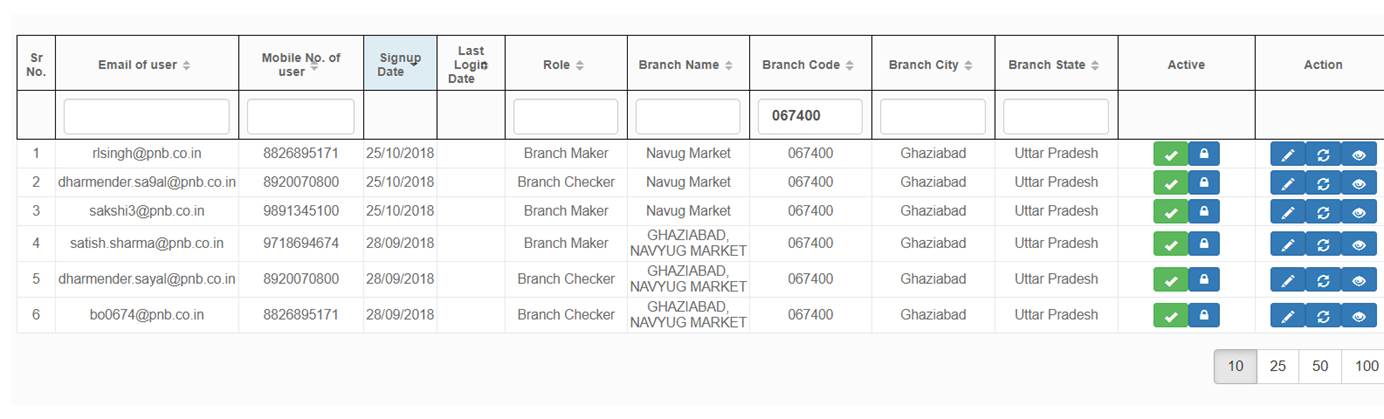 Sr No. Email of user Mobile No. of user Signup Date Last Login Date Role Branch Name Branch Code Branch City Branch State Active Action
067400
1 rlsingh@pnb.co.in 8826895171 25/10/2018 Branch Maker Navug Market 067400 Ghaziabad Uttar Pradesh
2 dharmender.sa9al@pnb.co.in 8920070800 25/10/2018 Branch Checker Navug Market 067400 Ghaziabad Uttar Pradesh
3 sakshi3@pnb.co.in 9891345100 25/10/2018 Branch Maker Navug Market 067400 Ghaziabad Uttar Pradesh
4 satish.sharma@pnb.co.in 9718694674 28/09/2018 Branch Maker GHAZIABAD, NAVYUG MARKET 067400 Ghaziabad Uttar Pradesh
5 dharmender.sayal@pnb.co.in 8920070800 28/09/2018 Branch Checker GHAZIABAD, NAVYUG MARKET 067400 Ghaziabad Uttar Pradesh
6 bo0674@pnb.co.in 8826895171 28/09/2018 Branch Checker GHAZIABAD, NAVYUG MARKET 067400 Ghaziabad Uttar Pradesh
10 25 50 100